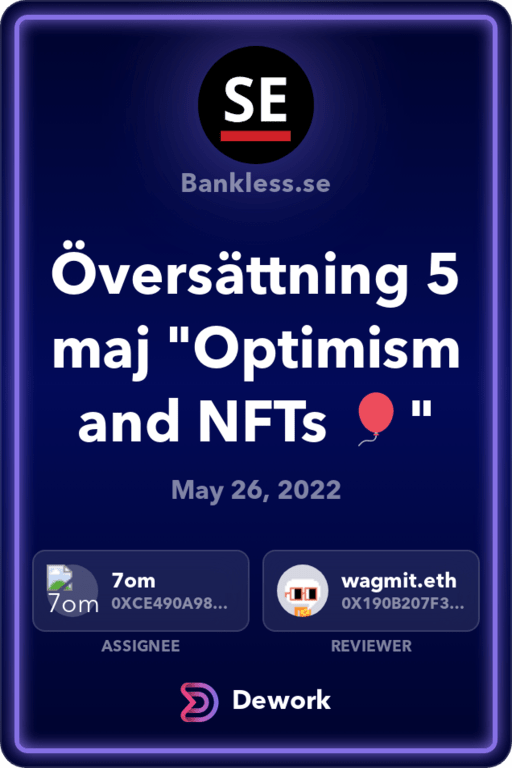 SE
Bankless.se
Översättning 5
maj "Optimism
and NFTs 🎈"
May 26, 2022
7om
7om
0XCE490A98...
wagmit.eth
0X190B207F3...
ASSIGNEE
REVIEWER
Dework